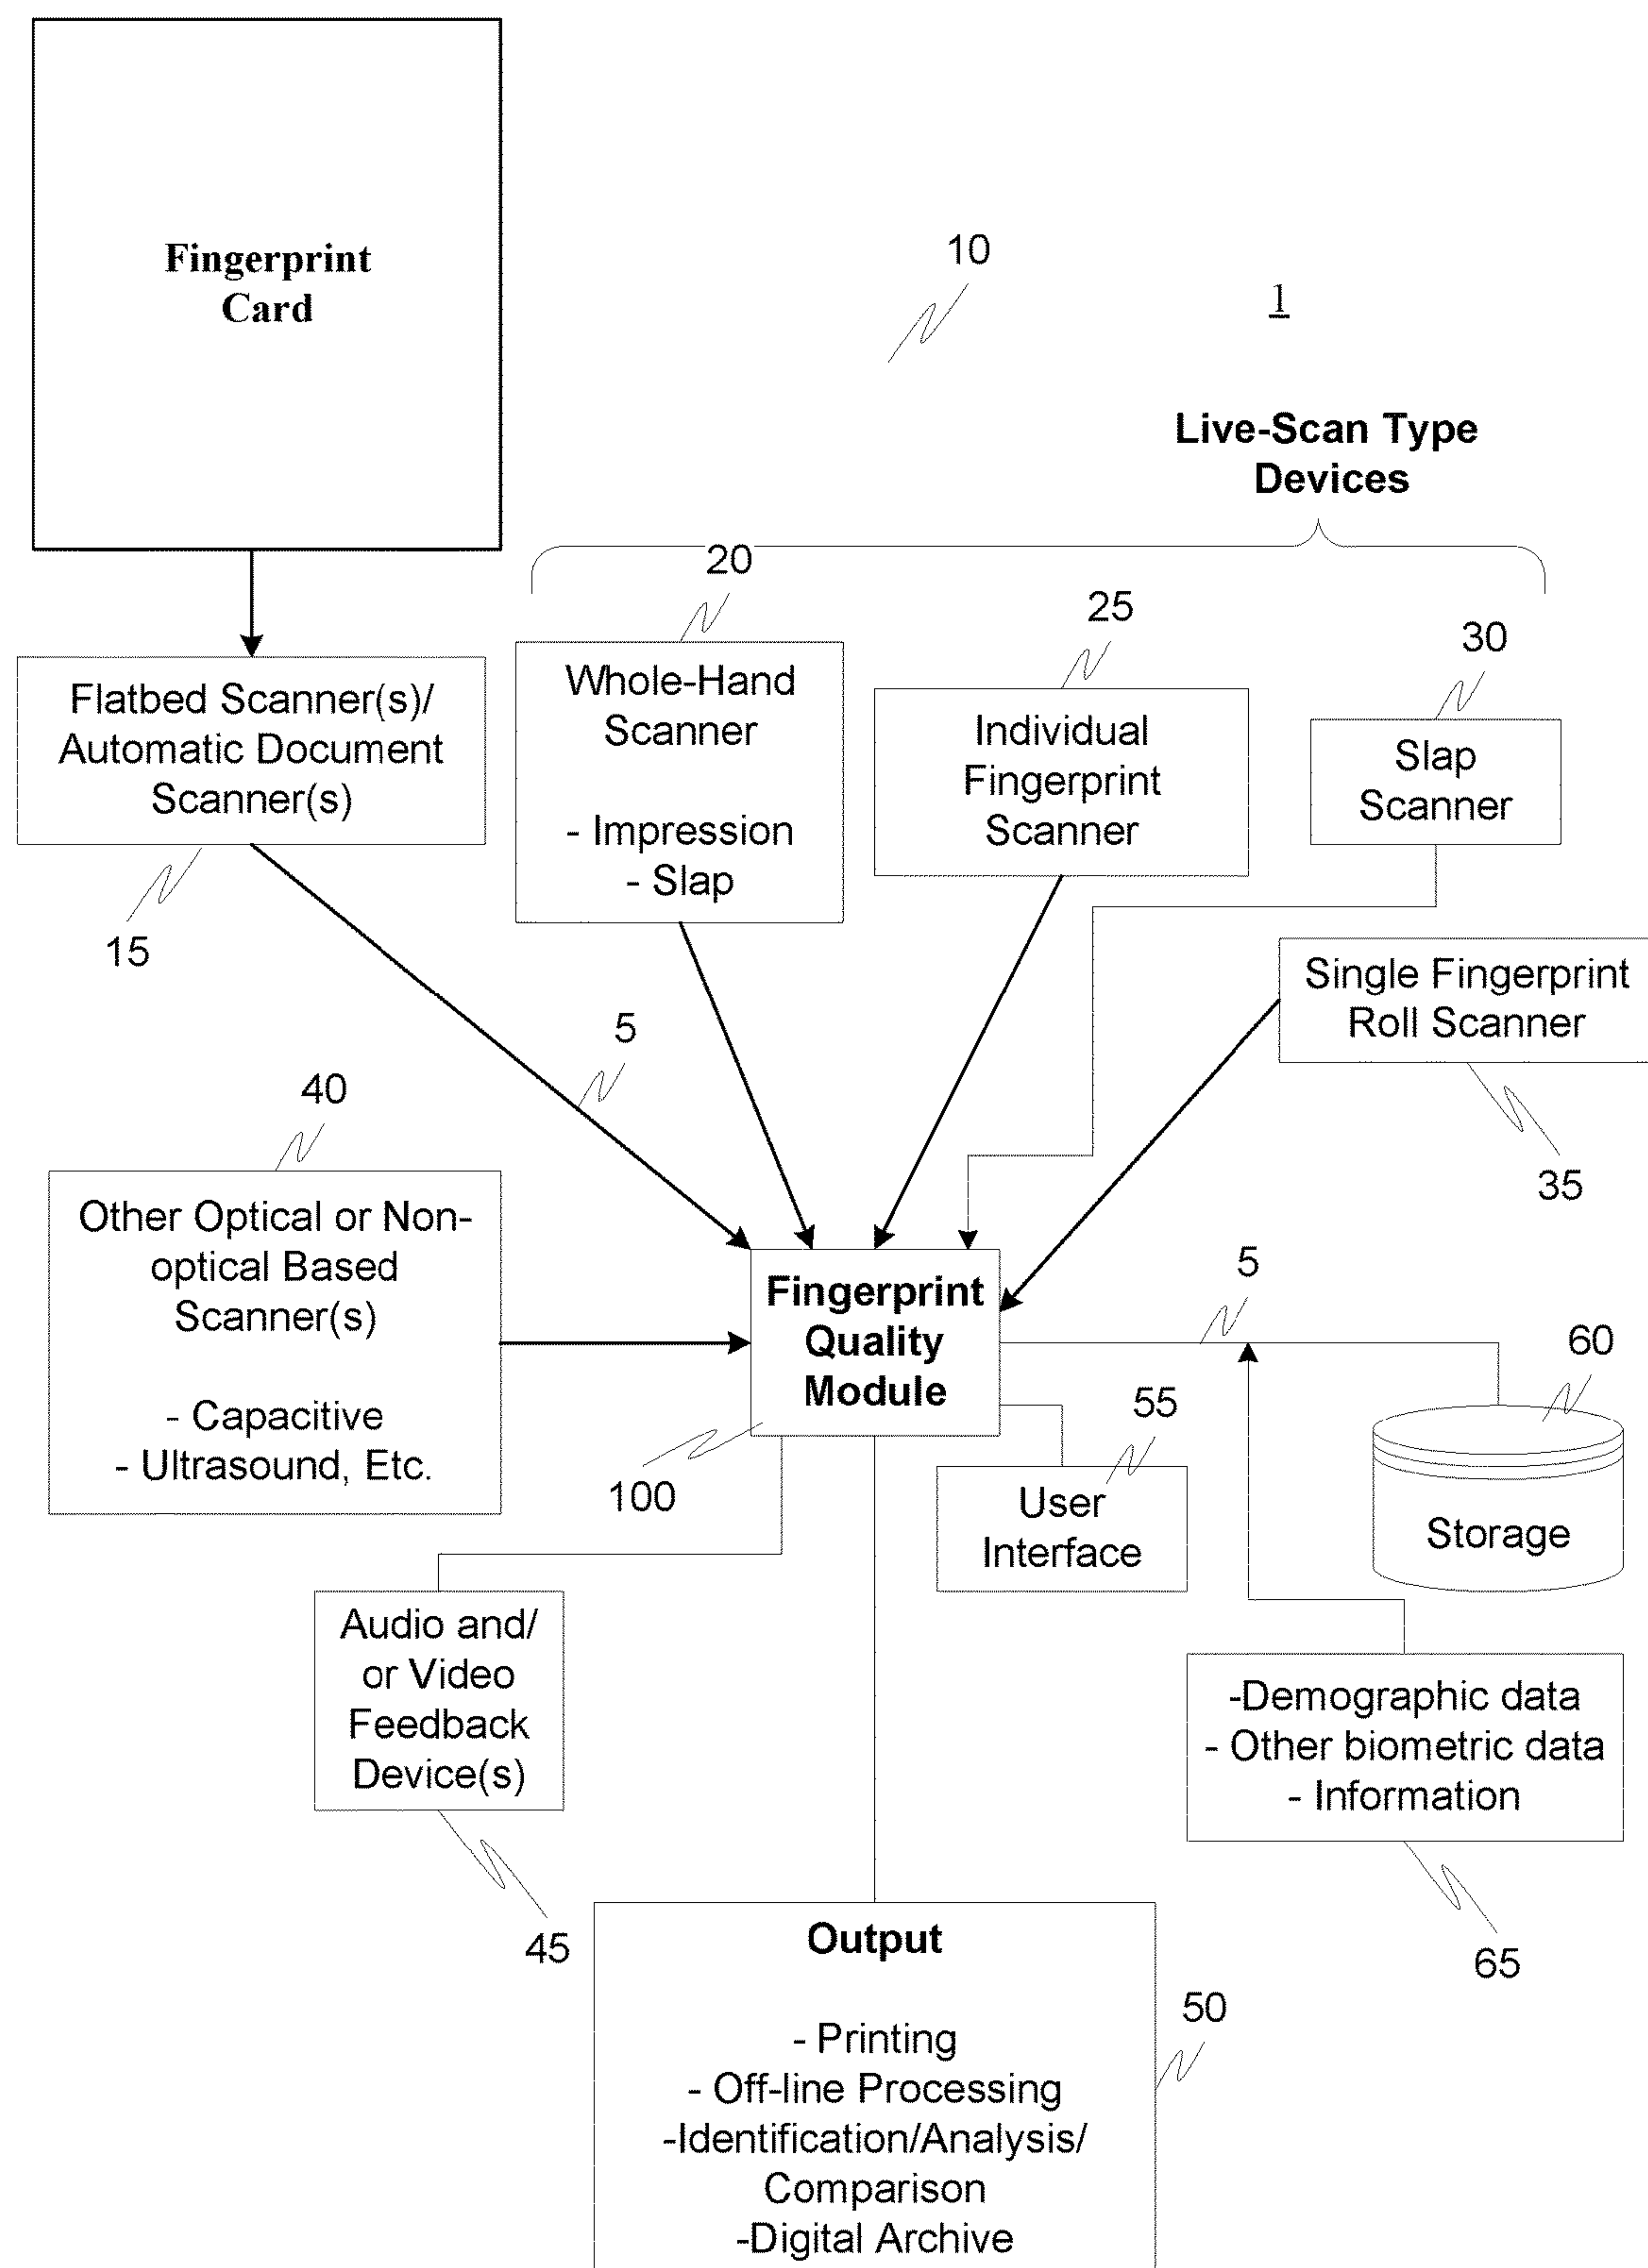 Fingerprint
Card
10
1
Live-Scan Type
Devices
20
25
30
Flatbed Scanner(s)/
Automatic Document
Scanner(s)
15
Whole-Hand
Scanner
- Impression
- Slap
Individual
Fingerprint
Scanner
Slap
Scanner
Single Fingerprint
Roll Scanner
35
5
40
Other Optical or Non-
optical Based
Scanner(s)
- Capacitive
- Ultrasound, Etc.
Fingerprint
Quality
Module
100
5
60
55
User
Interface
Storage
Audio and/
or Video
Feedback
Device(s)
45
-Demographic data
- Other biometric data
- Information
65
Output
- Printing
- Off-line Processing
-Identification/Analysis/
Comparison
-Digital Archive
50